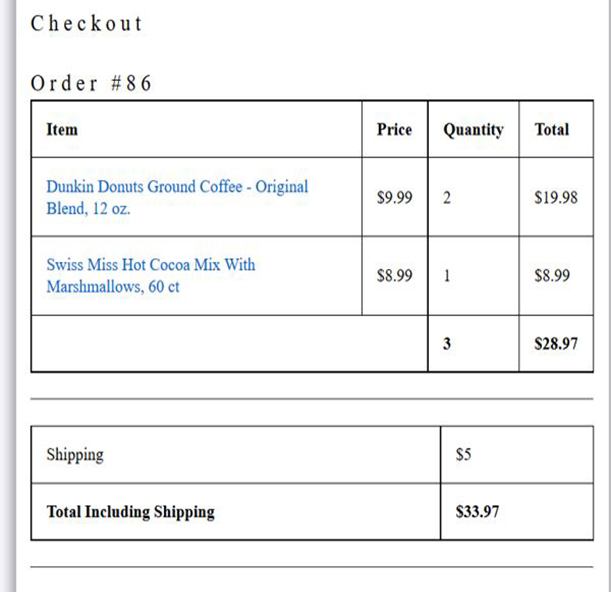 Checkout
Order #86
Item Price Quantity Total
Dunkin Donuts Ground Coffee - Original
Blend, 12 oz.
$9.99 2 $19.98
Swiss Miss Hot Cocoa Mix With
Marshmallows, 60 ct
$8.99 1 $8.99
3 $28.97
Shipping $5
Total Including Shipping $33.97